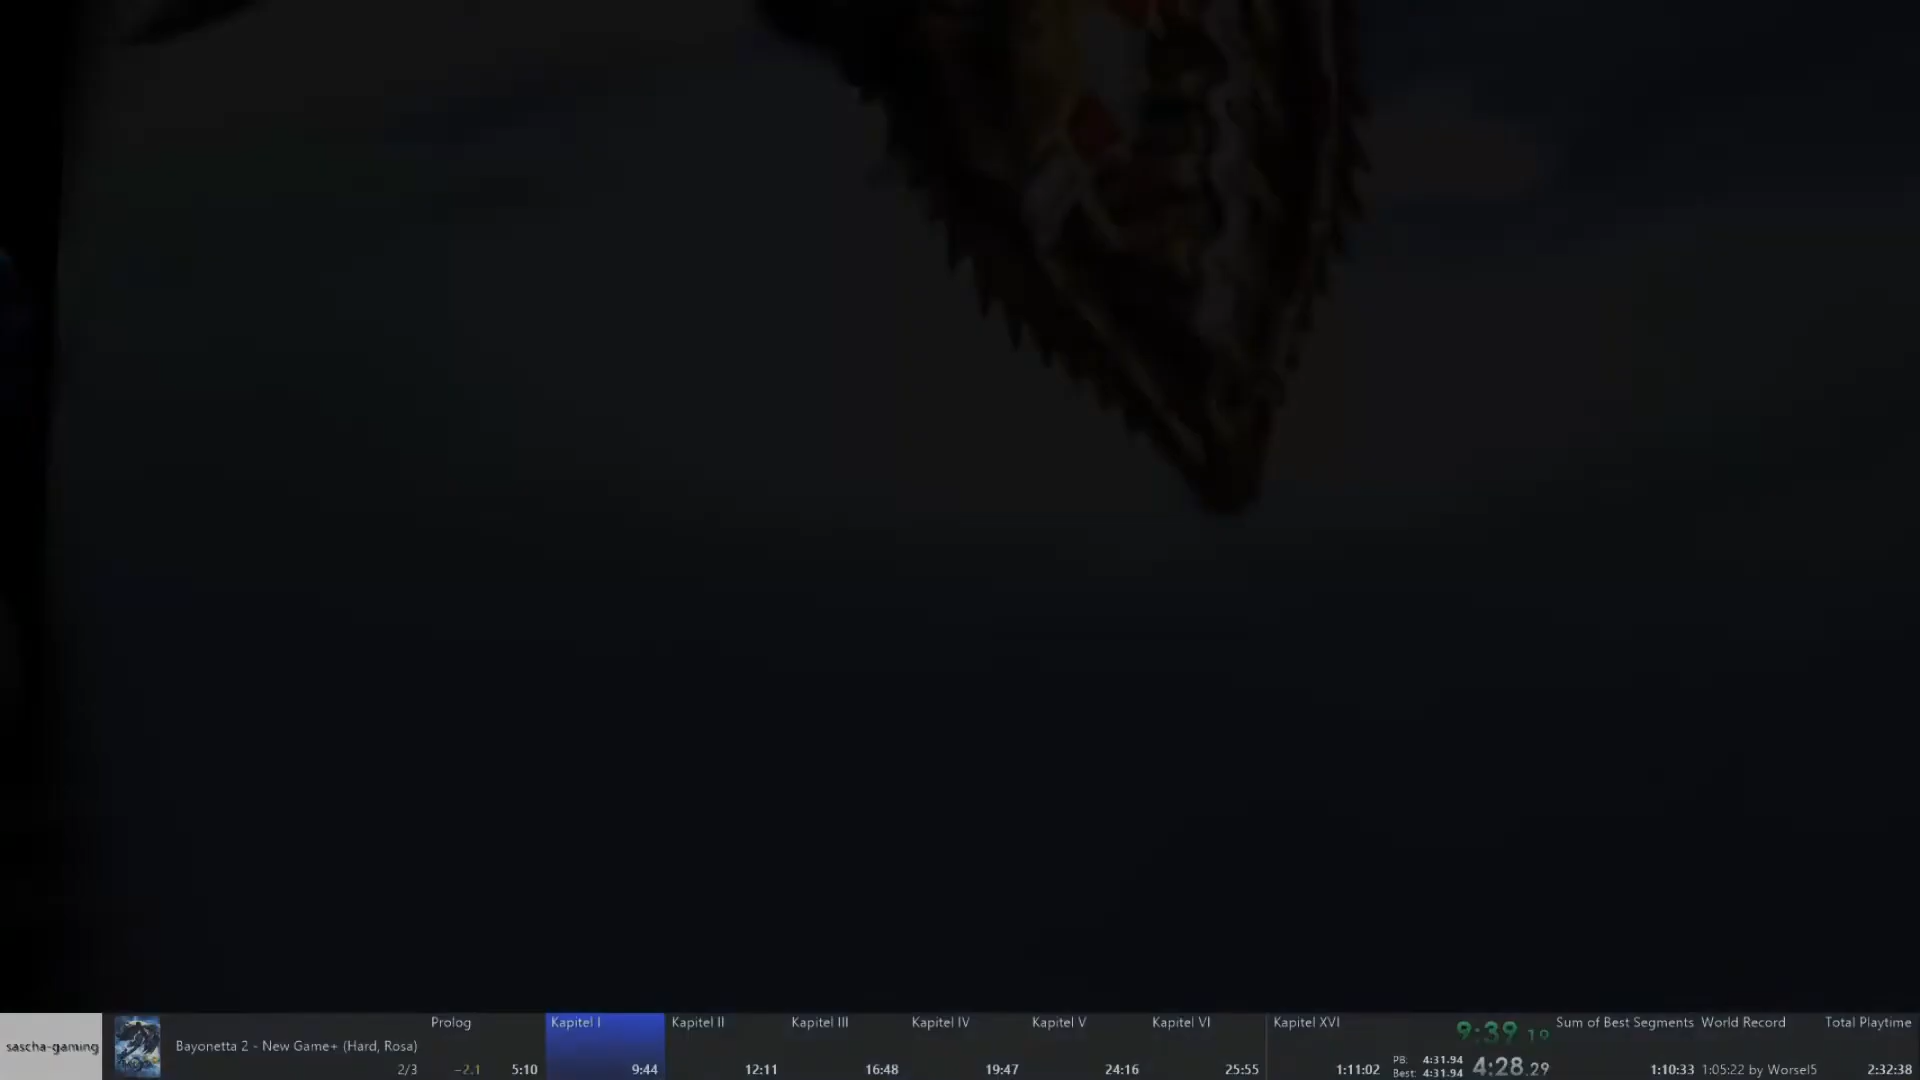 sascha-gaming
Bayonetta 2 - New Game+ (Hard, Rosa)
2/3
Prolog
−2.1 5:10
Kapitel I
9:44
Kapitel II
12:11
Kapitel III
16:48
Kapitel IV
19:47
Kapitel V
24:16
Kapitel VI
25:55
Kapitel XVI
1:11:02
9:39.19
PB: 4:31.94
Best: 4:31.94
4:28.29
Sum of Best Segments
1:10:33
World Record
1:05:22 by Worsel5
Total Playtime
2:32:38